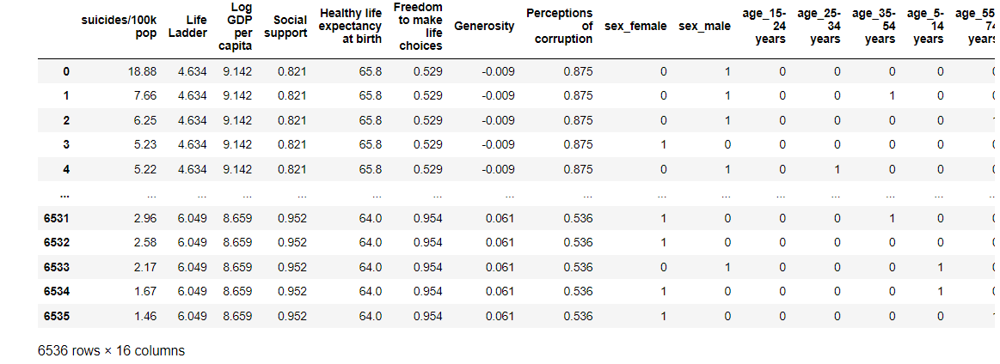 suicides/100k
pop
Life
Ladder
Log
GDP
per
capita
Social
support
Healthy life
expectancy
at birth
Freedom
to make
life
choices
Generosity
Perceptions
of
corruption
sex_female
sex_male
age_15-
24
years
age_25-
34
years
age_35-
54
years
age_5-
14
years
age_55
74
years
0 18.88 4.634 9.142 0.821 65.8 0.529 -0.009 0.875 0 1 0 0 0 0
1 7.66 4.634 9.142 0.821 65.8 0.529 -0.009 0.875 0 1 0 0 1 0
2 6.25 4.634 9.142 0.821 65.8 0.529 -0.009 0.875 0 1 0 0 0 0
3 5.23 4.634 9.142 0.821 65.8 0.529 -0.009 0.875 1 0 0 0 0 0
4 5.22 4.634 9.142 0.821 65.8 0.529 -0.009 0.875 0 1 0 1 0 0
... ... ... ... ... ... ... ... ... ... ... ... ... ... ... ...
6531 2.96 6.049 8.659 0.952 64.0 0.954 0.061 0.536 1 0 0 0 1 0
6532 2.58 6.049 8.659 0.952 64.0 0.954 0.061 0.536 1 0 0 0 0 0
6533 2.17 6.049 8.659 0.952 64.0 0.954 0.061 0.536 0 1 0 0 0 1
6534 1.67 6.049 8.659 0.952 64.0 0.954 0.061 0.536 1 0 0 0 0 1
6535 1.46 6.049 8.659 0.952 64.0 0.954 0.061 0.536 1 0 0 0 0 0
6536 rows × 16 columns